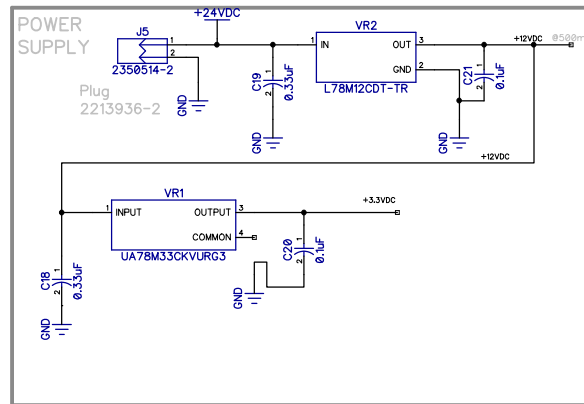 POWER
SUPPLY
+24VDC
J5
1
2
2350514-2
Plug
2213936-2
GND
C19
1
2
0.33uF
GND
VR2
1
IN
OUT
3
GND
2
L78M12CDT-TR
GND
C21
1
2
0.1uF
+12VDC
@500m
+12VDC
VR1
1
INPUT
OUTPUT
3
COMMON
4
UA78M33CKVURG3
+3.3VDC
C18
1
2
0.33uF
GND
C20
1
2
0.1uF
GND